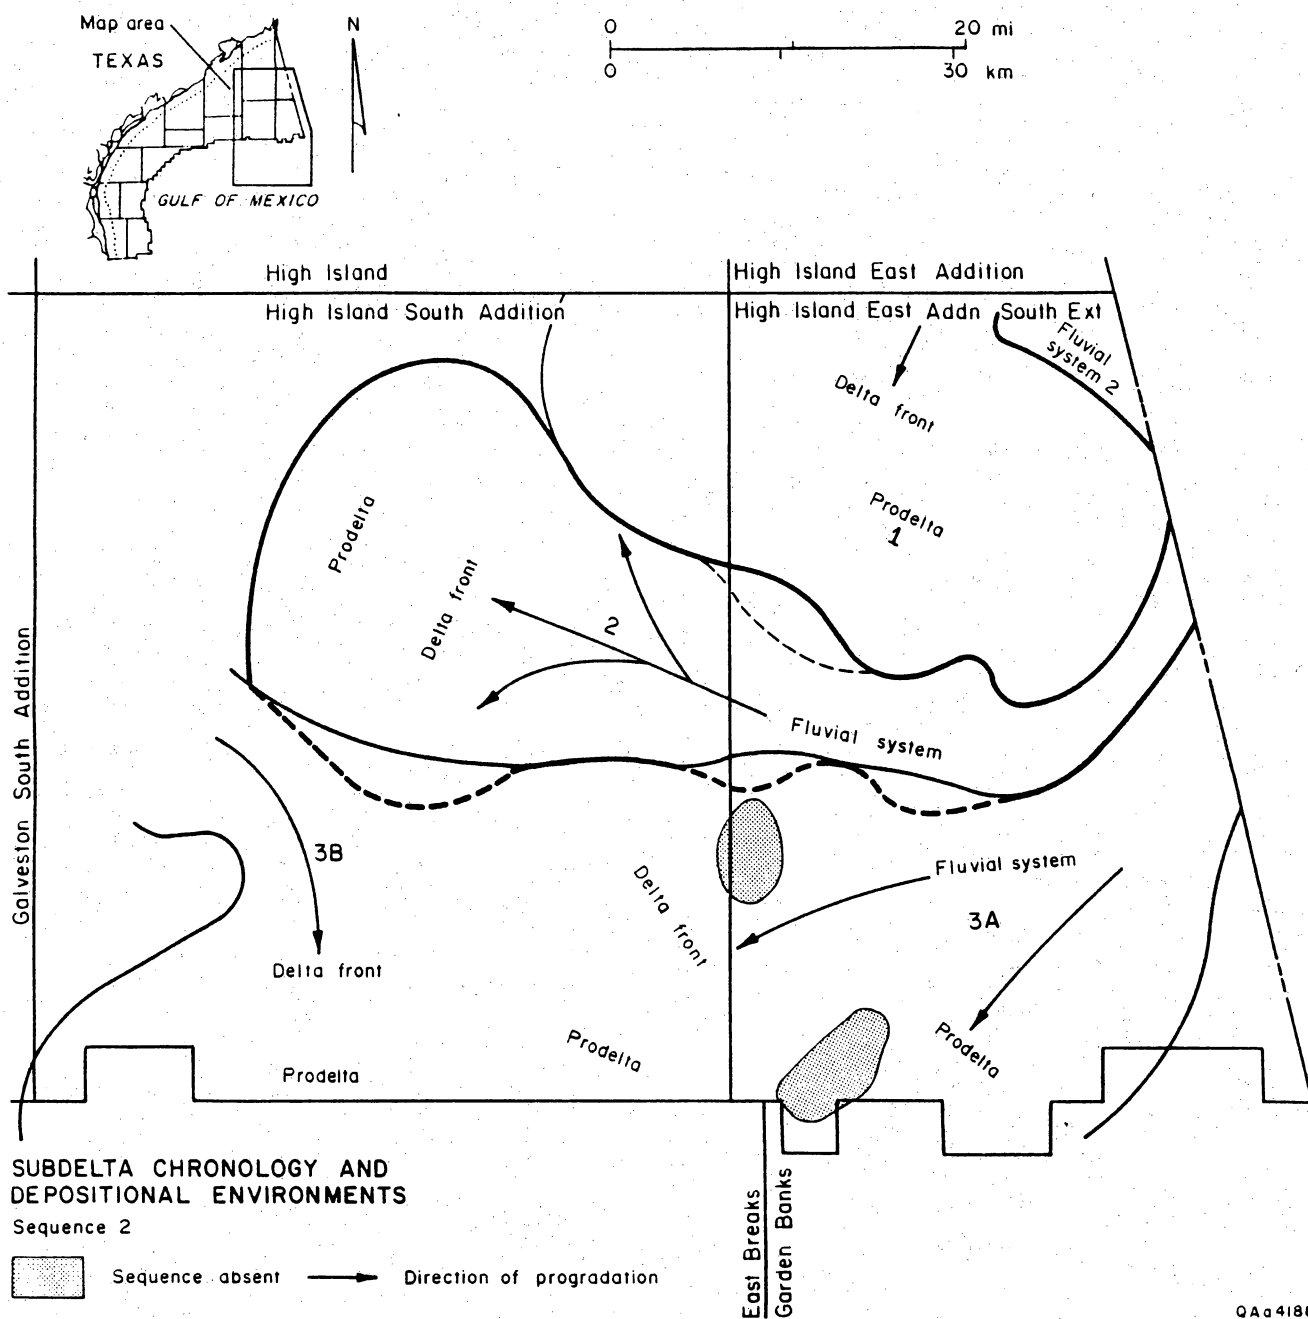 Map area
TEXAS
N
GULF OF MEXICO
0 20 mi
0 30 km
High Island
High Island East Addition
High Island South Addition
High Island East Addn South Ext
Fluvial
system 2
Delta front
Prodelta
1
Prodelta
Delta front
2
Fluvial system
Galveston South Addition
3B
Delta front
Delta front
Fluvial system
3A
Prodelta
Prodelta
Prodelta
East Breaks
Garden Banks
SUBDELTA CHRONOLOGY AND
DEPOSITIONAL ENVIRONMENTS
Sequence 2
Sequence absent
Direction of progradation